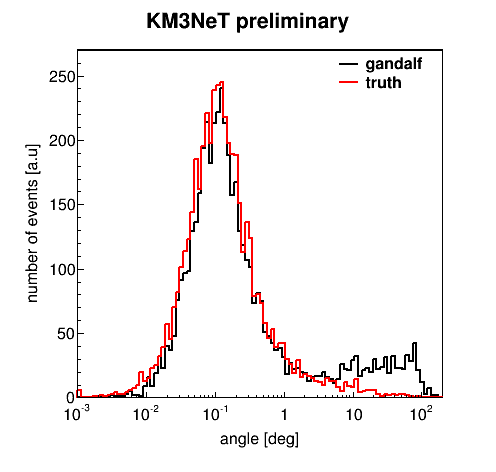 KM3NeT preliminary
gandalf
truth
number of events [a.u]
250
200
150
100
50
0
10^-3 10^-2 10^-1 1 10 10^2
angle [deg]